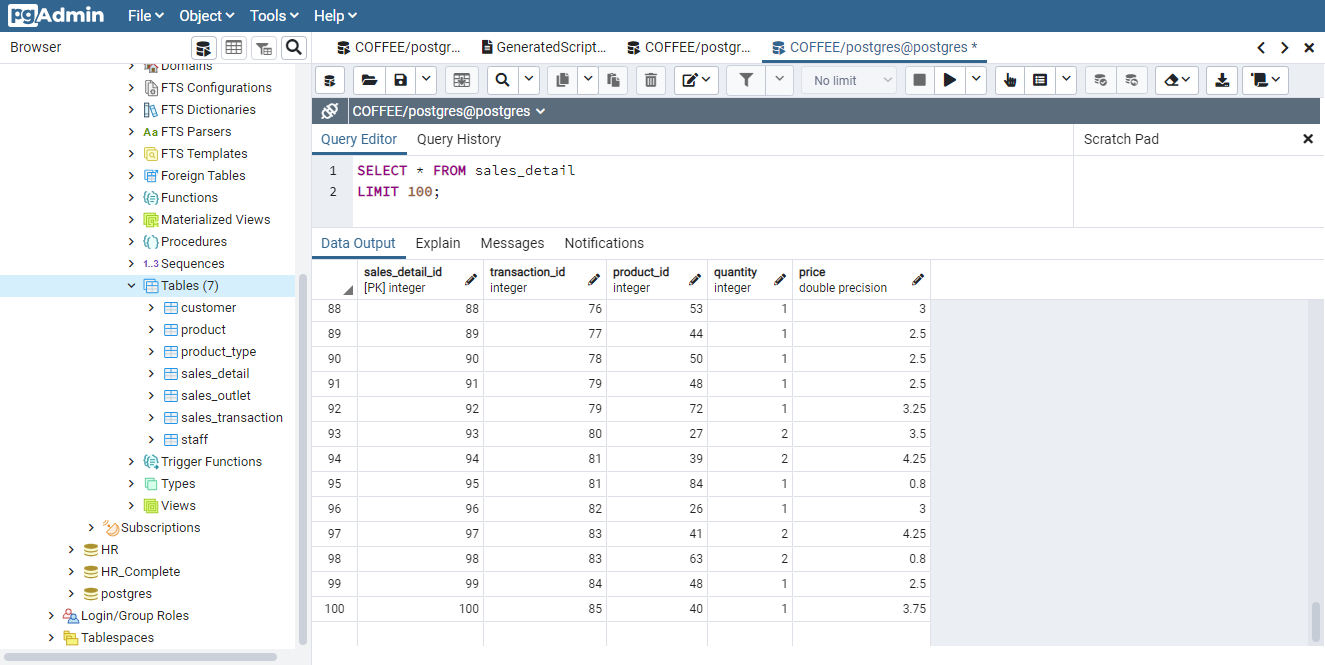 pgAdmin File Object Tools Help
Browser
COFFEE/postgr... GeneratedScript... COFFEE/postgr... COFFEE/postgres@postgres *
No limit
COFFEE/postgres@postgres
Query Editor Query History
Scratch Pad
1 SELECT * FROM sales_detail
2 LIMIT 100;
Domains
FTS Configurations
FTS Dictionaries
Aa FTS Parsers
FTS Templates
Foreign Tables
Functions
Materialized Views
Procedures
1..3 Sequences
Tables (7)
customer
product
product_type
sales_detail
sales_outlet
sales_transaction
staff
Trigger Functions
Types
Views
Subscriptions
HR
HR_Complete
postgres
Login/Group Roles
Tablespaces
Data Output Explain Messages Notifications
sales_detail_id transaction_id product_id quantity price
[PK] integer integer integer integer double precision
88 88 76 53 1 3
89 89 77 44 1 2.5
90 90 78 50 1 2.5
91 91 79 48 1 2.5
92 92 79 72 1 3.25
93 93 80 27 2 3.5
94 94 81 39 2 4.25
95 95 81 84 1 0.8
96 96 82 26 1 3
97 97 83 41 2 4.25
98 98 83 63 2 0.8
99 99 84 48 1 2.5
100 100 85 40 1 3.75